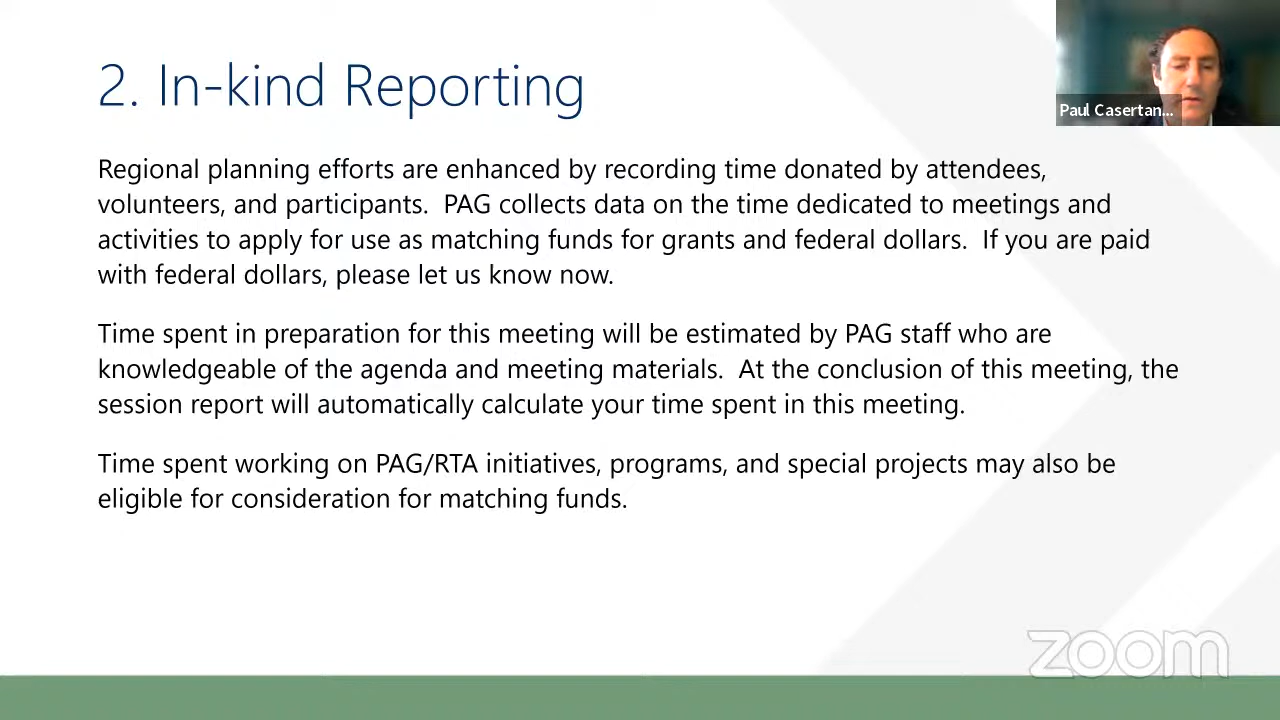 2. In-kind Reporting
Paul Casertan...
Regional planning efforts are enhanced by recording time donated by attendees,
volunteers, and participants.  PAG collects data on the time dedicated to meetings and
activities to apply for use as matching funds for grants and federal dollars.  If you are paid
with federal dollars, please let us know now.
Time spent in preparation for this meeting will be estimated by PAG staff who are
knowledgeable of the agenda and meeting materials.  At the conclusion of this meeting, the
session report will automatically calculate your time spent in this meeting.
Time spent working on PAG/RTA initiatives, programs, and special projects may also be
eligible for consideration for matching funds.
zoom